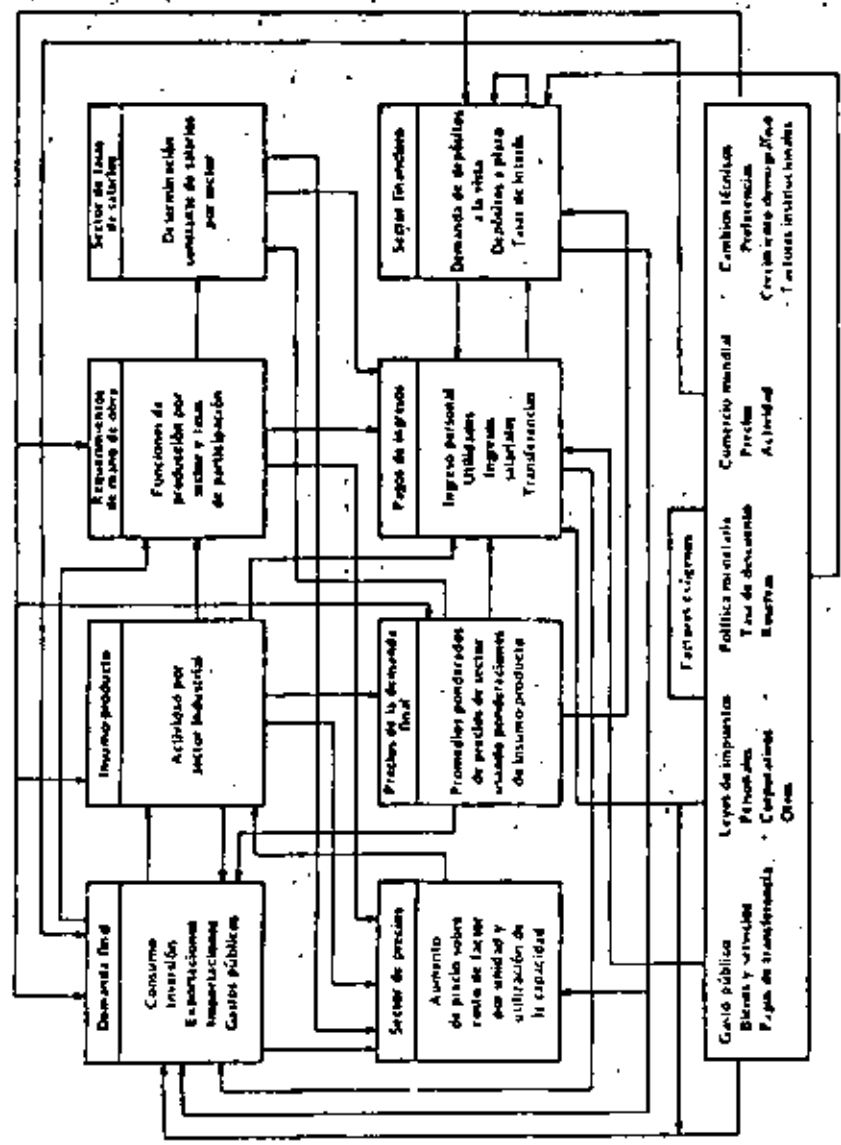 Demanda final
Consumo
Inversión
Exportaciones
Importaciones
Gastos públicos
Insumo-producto
Actividad por
sector industrial
Requerimientos
de mano de obra
Funciones de
producción por
sector y tasas
de participación
Sector de tasas
de salarios
Determinación
de salarios
por sector
Sector de precios
Aumento
de precio sobre
costo de factor
por unidad y
utilización de
la capacidad
Precios de la demanda
final
Promedios ponderados
de precios de sector
usando ponderaciones
de insumo-producto
Pagos de ingresos
Ingreso personal
Utilidades
Ingresos
salariales
Transferencias
Sector financiero
Demanda de depósitos
a la vista
Depósitos a plazo
Tasas de interés
Factores exógenos
Gasto público
Bienes y servicios
Pagos de transferencia
Leyes de impuestos
Personales
Corporativos
Otros
Política monetaria
Tasa de descuento
Reservas
Comercio mundial
Precios
Actividad
Cambios técnicos
Preferencias
Crecimiento demográfico
Factores institucionales